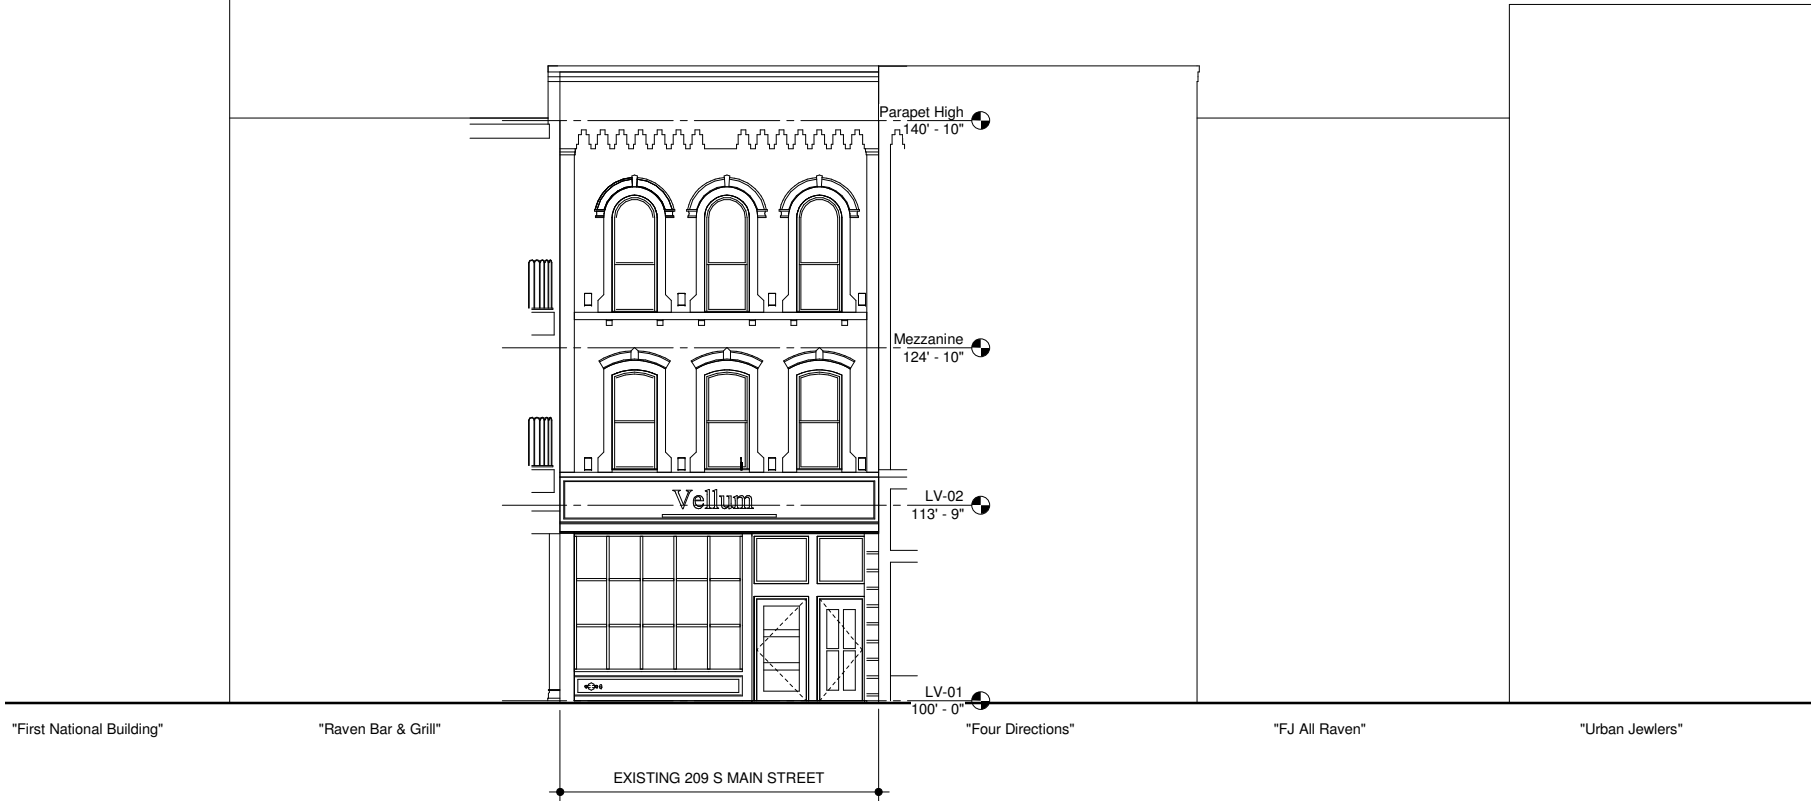 Parapet High
140' - 10"
Mezzanine
124' - 10"
Vellum
LV-02
113' - 9"
LV-01
100' - 0"
"First National Building"
"Raven Bar & Grill"
"Four Directions"
"FJ All Raven"
"Urban Jewlers"
EXISTING 209 S MAIN STREET